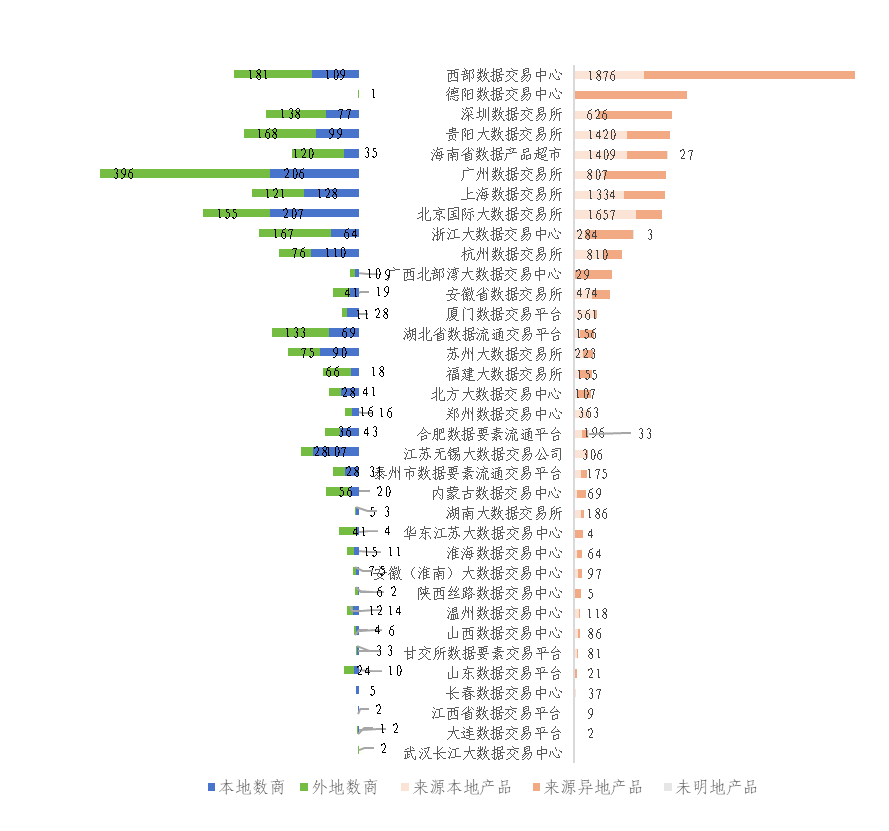 181 109 西部数据交易中心 1876
1 德阳数据交易中心
138 77 深圳数据交易所 626
168 99 贵阳大数据交易所 1420
120 35 海南省数据产品超市 1409 27
396 206 广州数据交易所 807
121 128 上海数据交易所 1334
155 207 北京国际大数据交易所 1657
167 64 浙江大数据交易中心 284 3
76 110 杭州数据交易所 810
10 9 广西北部湾大数据交易中心 29
41 19 安徽省数据交易所 474
11 28 厦门数据交易平台 561
133 69 湖北省数据流通交易平台 156
75 90 苏州大数据交易所 223
66 18 福建大数据交易所 155
28 41 北方大数据交易中心 107
16 16 郑州数据交易中心 363
36 43 合肥数据要素流通平台 196 33
28 107 江苏无锡大数据交易公司 306
28 泰州市数据要素流通交易平台 175
56 20 内蒙古数据交易中心 69
5 3 湖南大数据交易所 186
41 4 华东江苏大数据交易中心 4
15 11 淮海数据交易中心 64
7 5 安徽（淮南）大数据交易中心 97
6 2 陕西丝路数据交易中心 5
12 14 温州数据交易中心 118
4 6 山西数据交易中心 86
3 3 甘交所数据要素交易平台 81
24 10 山东数据交易平台 21
5 长春数据交易中心 37
2 江西省数据交易平台 9
1 2 大连数据交易平台 2
2 武汉长江大数据交易中心
本地数商 外地数商 来源本地产品 来源异地产品 未明地产品